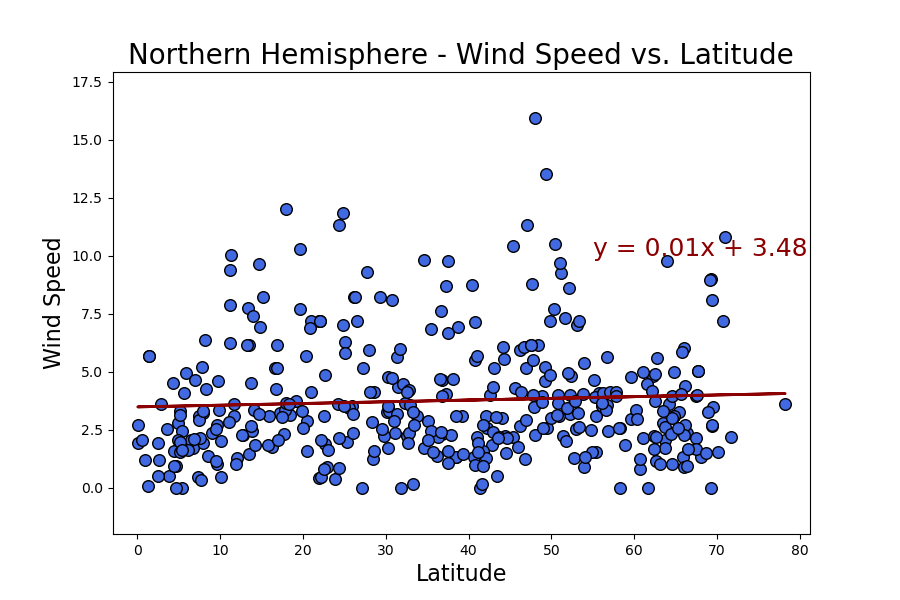 Northern Hemisphere - Wind Speed vs. Latitude
17.5
15.0
12.5
10.0
7.5
5.0
2.5
0.0
Wind Speed
y = 0.01x + 3.48
0 10 20 30 40 50 60 70 80
Latitude